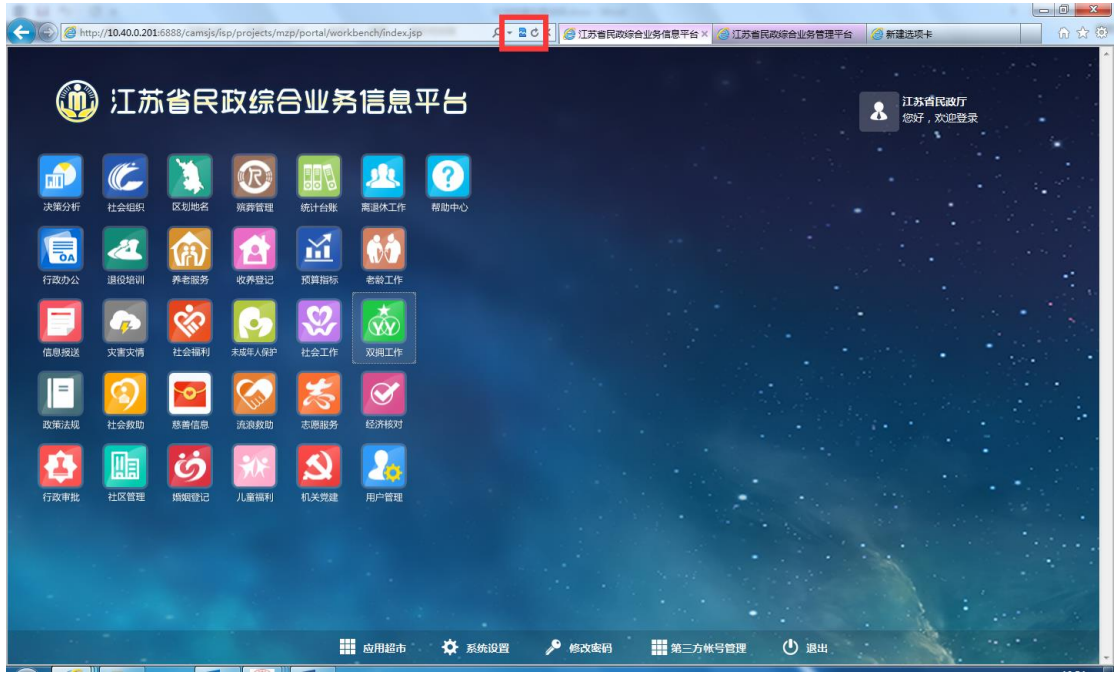 http://10.40.0.201:6888/camsjs/isp/projects/mzp/portal/workbench/index.jsp
江苏省民政综合业务信息平台
江苏省民政综合业务管理平台
新建选项卡
江苏省民政综合业务信息平台
江苏省民政厅
您好，欢迎登录
决策分析 社会组织 区划地名 殡葬管理 统计台账 离退休工作 帮助中心
OA
行政办公 退役培训 养老服务 收养登记 预算指标 老龄工作
信息报送 灾害灾情 社会福利 未成年人保护 社会工作 双拥工作
政策法规 社会救助 慈善信息 流浪救助 志愿服务 经济核对
行政审批 社区管理 婚姻登记 儿童福利 机关党建 用户管理
应用超市 系统设置 修改密码 第三方帐号管理 退出